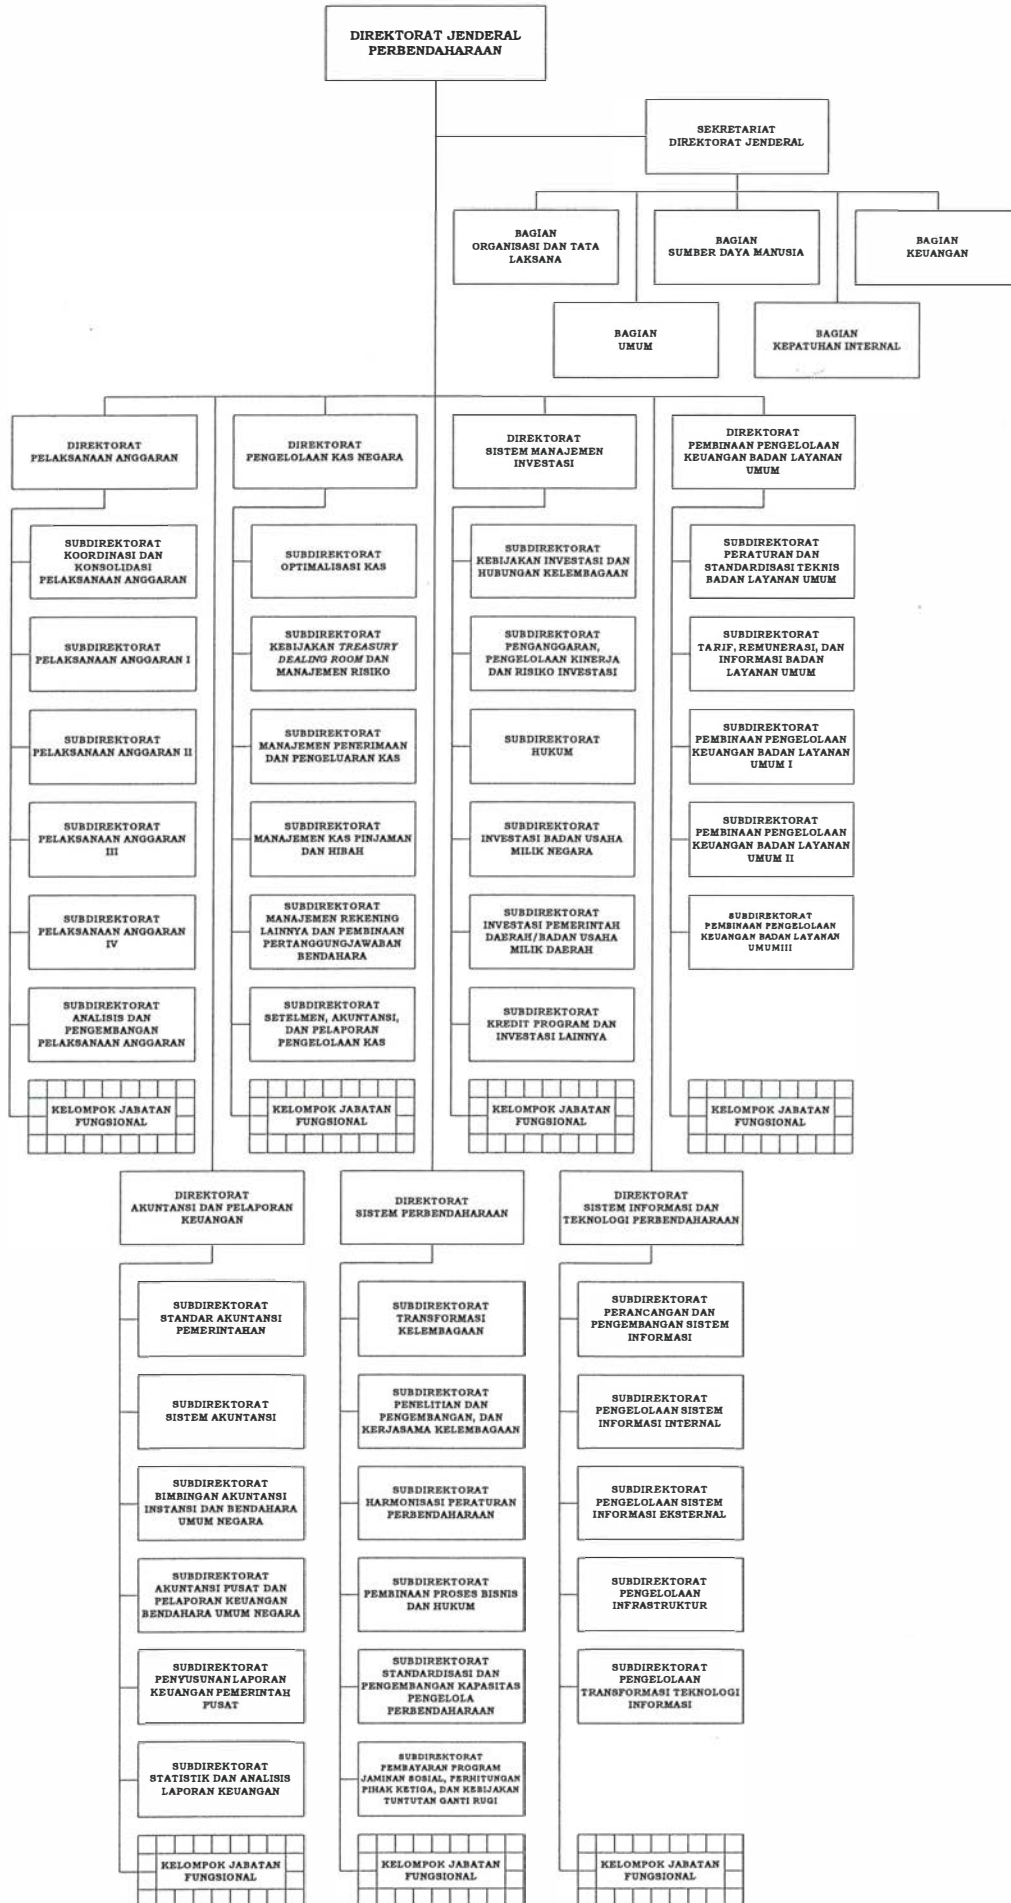 DIREKTORAT JENDERAL
PERBENDAHARAAN
SEKRETARIAT
DIREKTORAT JENDERAL
BAGIAN
ORGANISASI DAN TATA
LAKSANA
BAGIAN
SUMBER DAYA MANUSIA
BAGIAN
KEUANGAN
BAGIAN
UMUM
BAGIAN
KEPATUHAN INTERNAL
DIREKTORAT
PELAKSANAAN ANGGARAN
DIREKTORAT
PENGELOLAAN KAS NEGARA
DIREKTORAT
SISTEM MANAJEMEN
INVESTASI
DIREKTORAT
PEMBINAAN PENGELOLAAN
KEUANGAN BADAN LAYANAN
UMUM
SUBDIREKTORAT
KOORDINASI DAN
KONSOLIDASI
PELAKSANAAN ANGGARAN
SUBDIREKTORAT
OPTIMALISASI KAS
SUBDIREKTORAT
KEBIJAKAN INVESTASI DAN
HUBUNGAN KELEMBAGAAN
SUBDIREKTORAT
PERATURAN DAN
STANDARDISASI TEKNIS
BADAN LAYANAN UMUM
SUBDIREKTORAT
PELAKSANAAN ANGGARAN I
SUBDIREKTORAT
KEBIJAKAN TREASURY
DEALING ROOM DAN
MANAJEMEN RISIKO
SUBDIREKTORAT
PENGANGGARAN,
PENGELOLAAN KINERJA
DAN RISIKO INVESTASI
SUBDIREKTORAT
TARIF, REMUNERASI, DAN
INFORMASI BADAN
LAYANAN UMUM
SUBDIREKTORAT
PELAKSANAAN ANGGARAN II
SUBDIREKTORAT
MANAJEMEN PENERIMAAN
DAN PENGELUARAN KAS
SUBDIREKTORAT
HUKUM
SUBDIREKTORAT
PEMBINAAN PENGELOLAAN
KEUANGAN BADAN LAYANAN
UMUM I
SUBDIREKTORAT
PELAKSANAAN ANGGARAN
III
SUBDIREKTORAT
MANAJEMEN KAS PINJAMAN
DAN HIBAH
SUBDIREKTORAT
INVESTASI BADAN USAHA
MILIK NEGARA
SUBDIREKTORAT
PEMBINAAN PENGELOLAAN
KEUANGAN BADAN LAYANAN
UMUM II
SUBDIREKTORAT
PELAKSANAAN ANGGARAN
IV
SUBDIREKTORAT
MANAJEMEN REKENING
LAINNYA DAN PEMBINAAN
PERTANGGUNGJAWABAN
BENDAHARA
SUBDIREKTORAT
INVESTASI PEMERINTAH
DAERAH/BADAN USAHA
MILIK DAERAH
SUBDIREKTORAT
PEMBINAAN PENGELOLAAN
KEUANGAN BADAN LAYANAN
UMUMIII
SUBDIREKTORAT
ANALISIS DAN
PENGEMBANGAN
PELAKSANAAN ANGGARAN
SUBDIREKTORAT
SETELMEN, AKUNTANSI,
DAN PELAPORAN
PENGELOLAAN KAS
SUBDIREKTORAT
KREDIT PROGRAM DAN
INVESTASI LAINNYA
KELOMPOK JABATAN
FUNGSIONAL
KELOMPOK JABATAN
FUNGSIONAL
KELOMPOK JABATAN
FUNGSIONAL
KELOMPOK JABATAN
FUNGSIONAL
DIREKTORAT
AKUNTANSI DAN PELAPORAN
KEUANGAN
DIREKTORAT
SISTEM PERBENDAHARAAN
DIREKTORAT
SISTEM INFORMASI DAN
TEKNOLOGI PERBENDAHARAAN
SUBDIREKTORAT
STANDAR AKUNTANSI
PEMERINTAHAN
SUBDIREKTORAT
TRANSFORMASI
KELEMBAGAAN
SUBDIREKTORAT
PERANCANGAN DAN
PENGEMBANGAN SISTEM
INFORMASI
SUBDIREKTORAT
SISTEM AKUNTANSI
SUBDIREKTORAT
PENELITIAN DAN
PENGEMBANGAN, DAN
KERJASAMA KELEMBAGAAN
SUBDIREKTORAT
PENGELOLAAN SISTEM
INFORMASI INTERNAL
SUBDIREKTORAT
BIMBINGAN AKUNTANSI
INSTANSI DAN BENDAHARA
UMUM NEGARA
SUBDIREKTORAT
HARMONISASI PERATURAN
PERBENDAHARAAN
SUBDIREKTORAT
PENGELOLAAN SISTEM
INFORMASI EKSTERNAL
SUBDIREKTORAT
AKUNTANSI PUSAT DAN
PELAPORAN KEUANGAN
BENDAHARA UMUM NEGARA
SUBDIREKTORAT
PEMBINAAN PROSES BISNIS
DAN HUKUM
SUBDIREKTORAT
PENGELOLAAN
INFRASTRUKTUR
SUBDIREKTORAT
PENYUSUNAN LAPORAN
KEUANGAN PEMERINTAH
PUSAT
SUBDIREKTORAT
STANDARDISASI DAN
PENGEMBANGAN KAPASITAS
PENGELOLA
PERBENDAHARAAN
SUBDIREKTORAT
PENGELOLAAN
TRANSFORMASI TEKNOLOGI
INFORMASI
SUBDIREKTORAT
STATISTIK DAN ANALISIS
LAPORAN KEUANGAN
SUBDIREKTORAT
PEMBAYARAN PROGRAM
JAMINAN SOSIAL, PERHITUNGAN
PIHAK KETIGA, DAN KEBIJAKAN
TUNTUTAN GANTI RUGI
KELOMPOK JABATAN
FUNGSIONAL
KELOMPOK JABATAN
FUNGSIONAL
KELOMPOK JABATAN
FUNGSIONAL